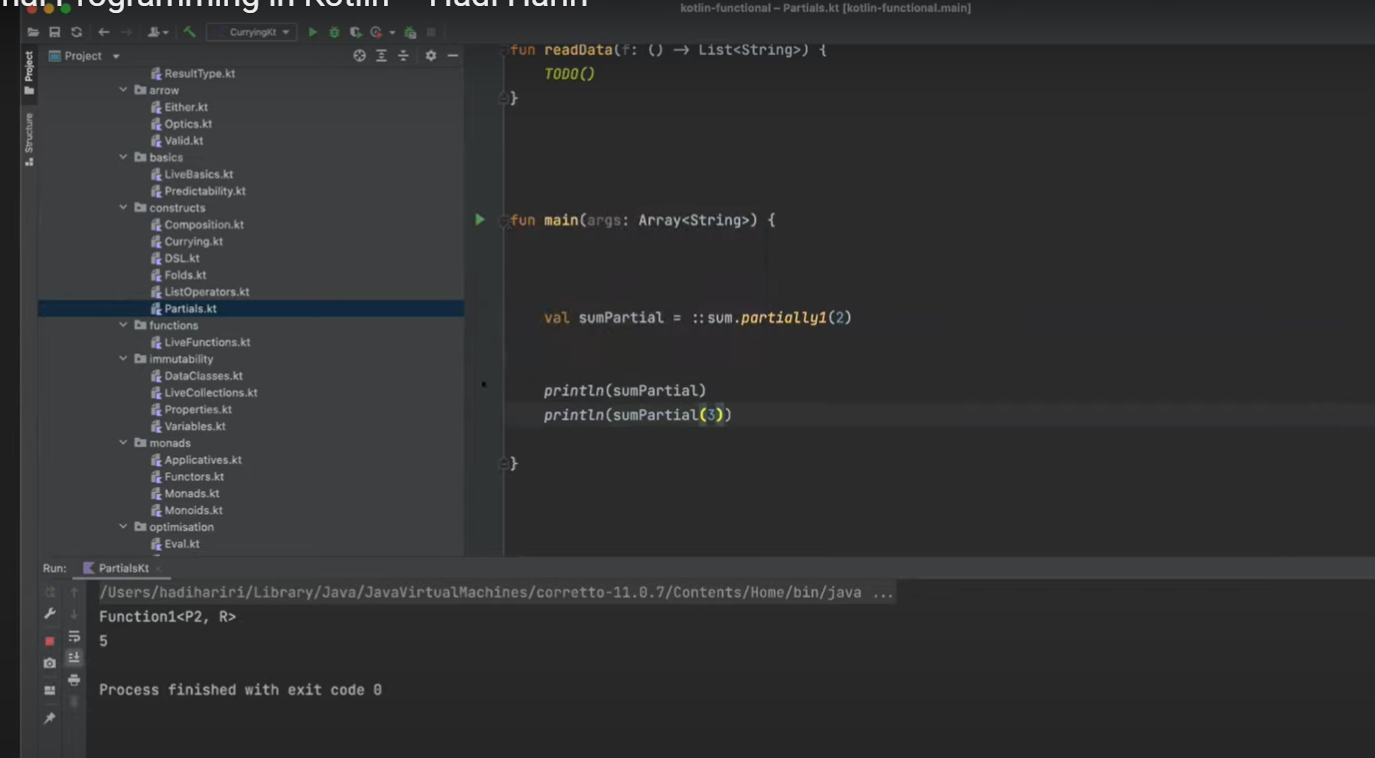 Programming in Kotlin – Hadi Hariri
kotlin-functional – Partials.kt [kotlin-functional.main]
CurryingKt
Project
Project
Structure
ResultType.kt
arrow
Either.kt
Optics.kt
Valid.kt
basics
LiveBasics.kt
Predictability.kt
constructs
Composition.kt
Currying.kt
DSL.kt
Folds.kt
ListOperators.kt
Partials.kt
functions
LiveFunctions.kt
immutability
DataClasses.kt
LiveCollections.kt
Properties.kt
Variables.kt
monads
Applicatives.kt
Functors.kt
Monads.kt
Monoids.kt
optimisation
Eval.kt
fun readData(f: () -> List<String>) {
TODO()
}
fun main(args: Array<String>) {
val sumPartial = ::sum.partially1(2)
println(sumPartial)
println(sumPartial(3))
}
Run: PartialsKt
/Users/hadihariri/Library/Java/JavaVirtualMachines/corretto-11.0.7/Contents/Home/bin/java ...
Function1<P2, R>
5
Process finished with exit code 0